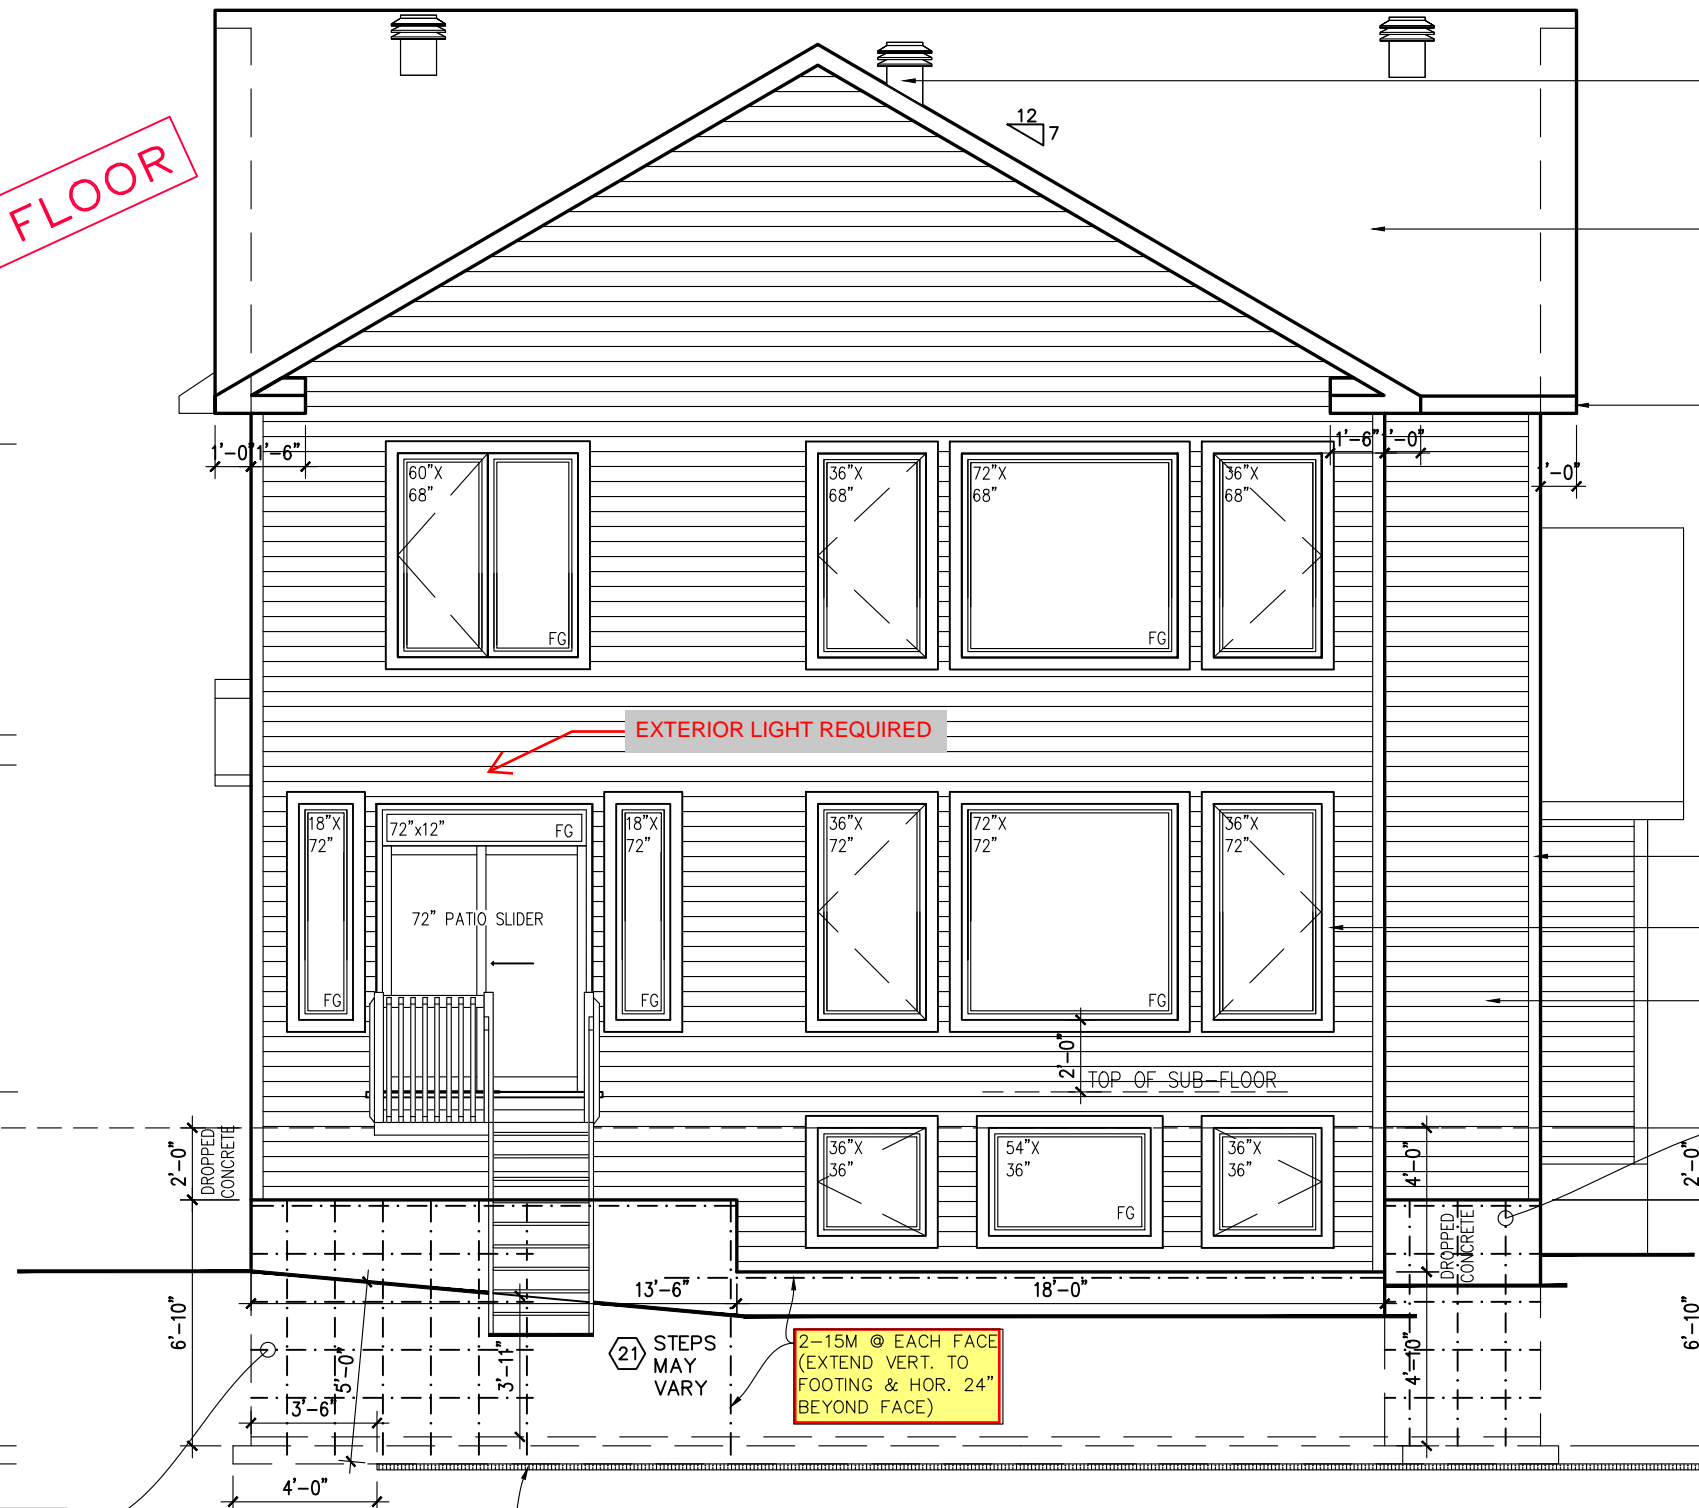 12
7
FLOOR
1'-0"
1'-6"
1'-6"
1'-0"
1'-0"
60"X
68"
FG
36"X
68"
72"X
68"
FG
36"X
68"
EXTERIOR LIGHT REQUIRED
18"X
72"
FG
72"x12"
FG
18"X
72"
FG
72" PATIO SLIDER
36"X
72"
72"X
72"
FG
36"X
72"
2'-0"
TOP OF SUB-FLOOR
2'-0"
DROPPED
CONCRETE
36"X
36"
54"X
36"
FG
36"X
36"
4'-0"
2'-0"
DROPPED
CONCRETE
13'-6"
18'-0"
6'-10"
5'-0"
3'-11"
21
STEPS
MAY
VARY
2-15M @ EACH FACE
(EXTEND VERT. TO
FOOTING & HOR. 24"
BEYOND FACE)
4'-10"
6'-10"
3'-6"
4'-0"